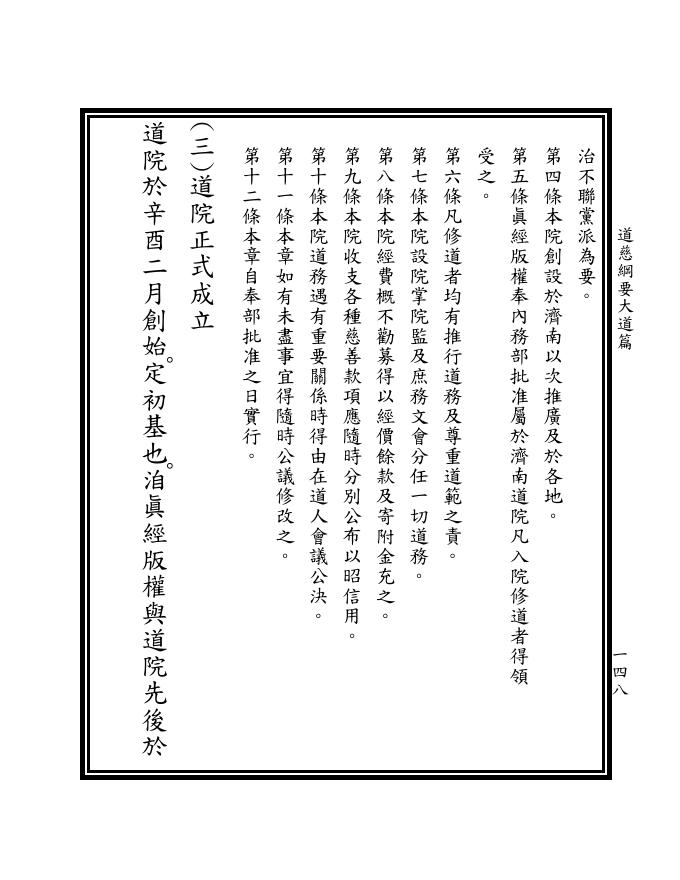 道慈綱要大道篇
一四八
治不聯黨派為要。
第四條本院創設於濟南以次推廣及於各地。
第五條眞經版權奉內務部批准屬於濟南道院凡入院修道者得領
受之。
第六條凡修道者均有推行道務及尊重道範之責。
第七條本院設院掌院監及庶務文會分任一切道務。
第八條本院經費概不勸募得以經價餘款及寄附金充之。
第九條本院收支各種慈善款項應隨時分別公布以昭信用。
第十條本院道務遇有重要關係時得由在道人會議公決。
第十一條本章如有未盡事宜得隨時公議修改之。
第十二條本章自奉部批准之日實行。
(三)道院正式成立
道院於辛酉二月創始。定初基也。洎眞經版權與道院先後於